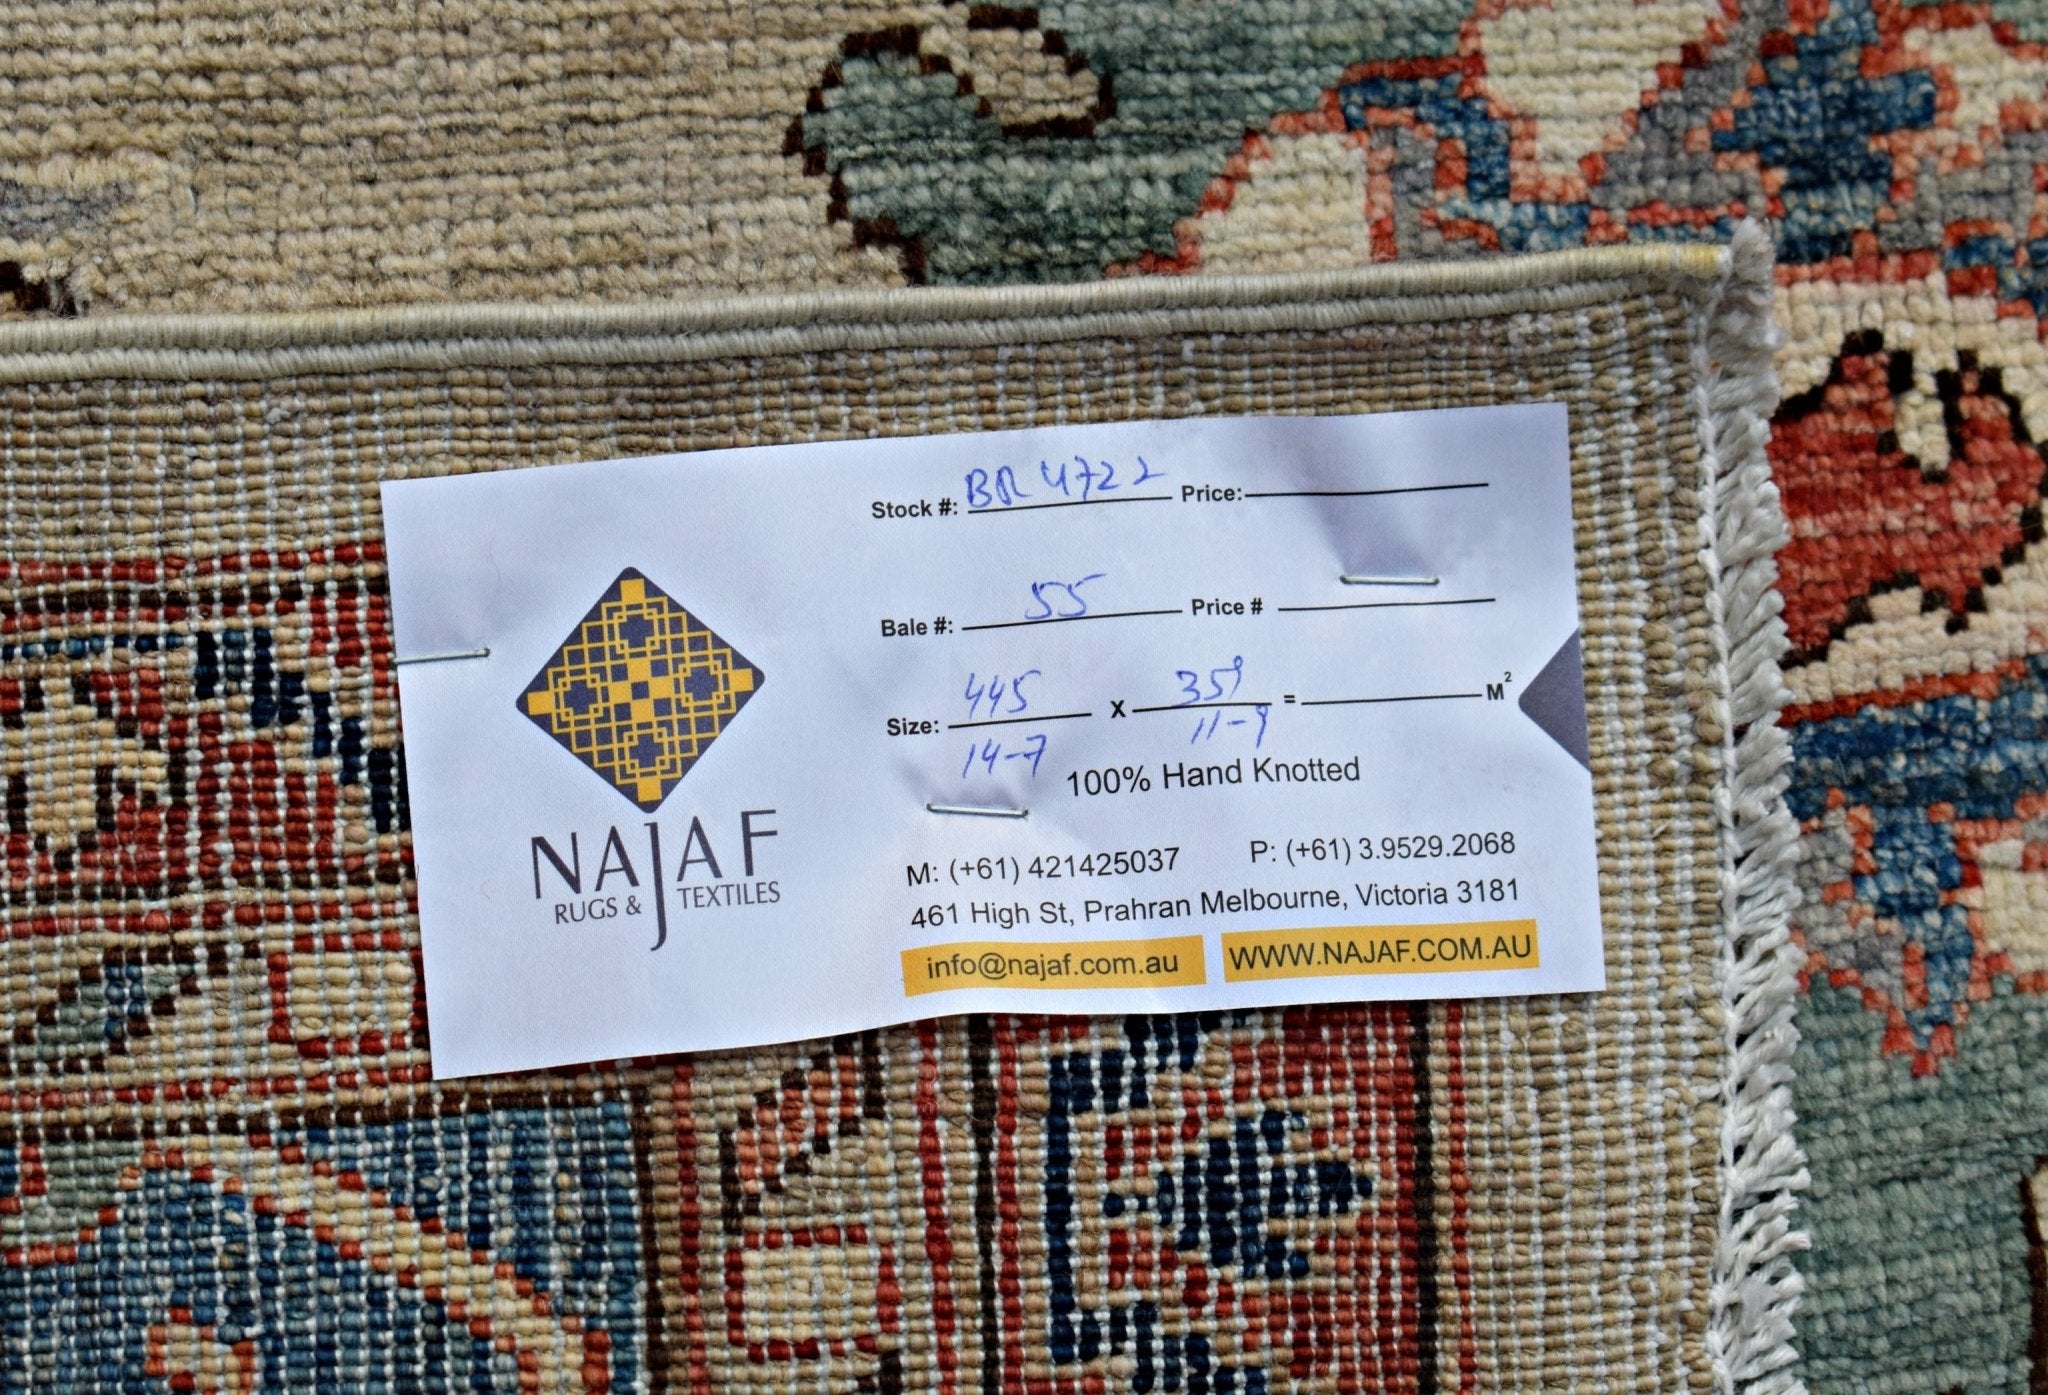 Stock #: BR 4722 Price:
Bale #: 55 Price #
Size: 445 X 359 = M²
14-7 11-9
100% Hand Knotted
NAJAF
RUGS & TEXTILES
M: (+61) 421425037 P: (+61) 3.9529.2068
461 High St, Prahran Melbourne, Victoria 3181
info@najaf.com.au WWW.NAJAF.COM.AU